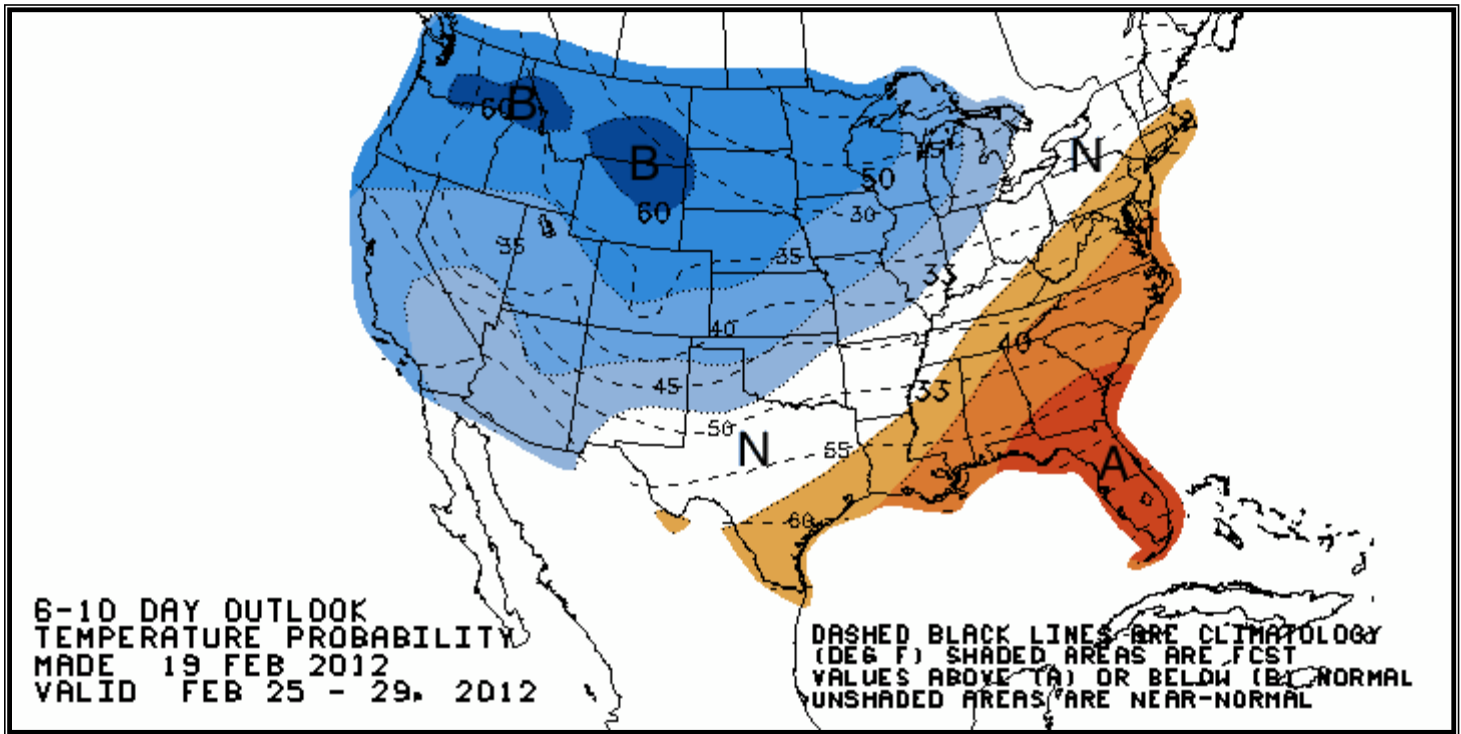 B
60
B
60
N
15
50
30
35
35
33
40
40
45
33
50
N
55
A
60
6-10 DAY OUTLOOK
TEMPERATURE PROBABILITY
MADE 19 FEB 2012
VALID FEB 25 - 29, 2012
DASHED BLACK LINES ARE CLIMATOLOGY
(DEG F) SHADED AREAS ARE FCST
VALUES ABOVE (A) OR BELOW (B) NORMAL
UNSHADED AREAS ARE NEAR-NORMAL